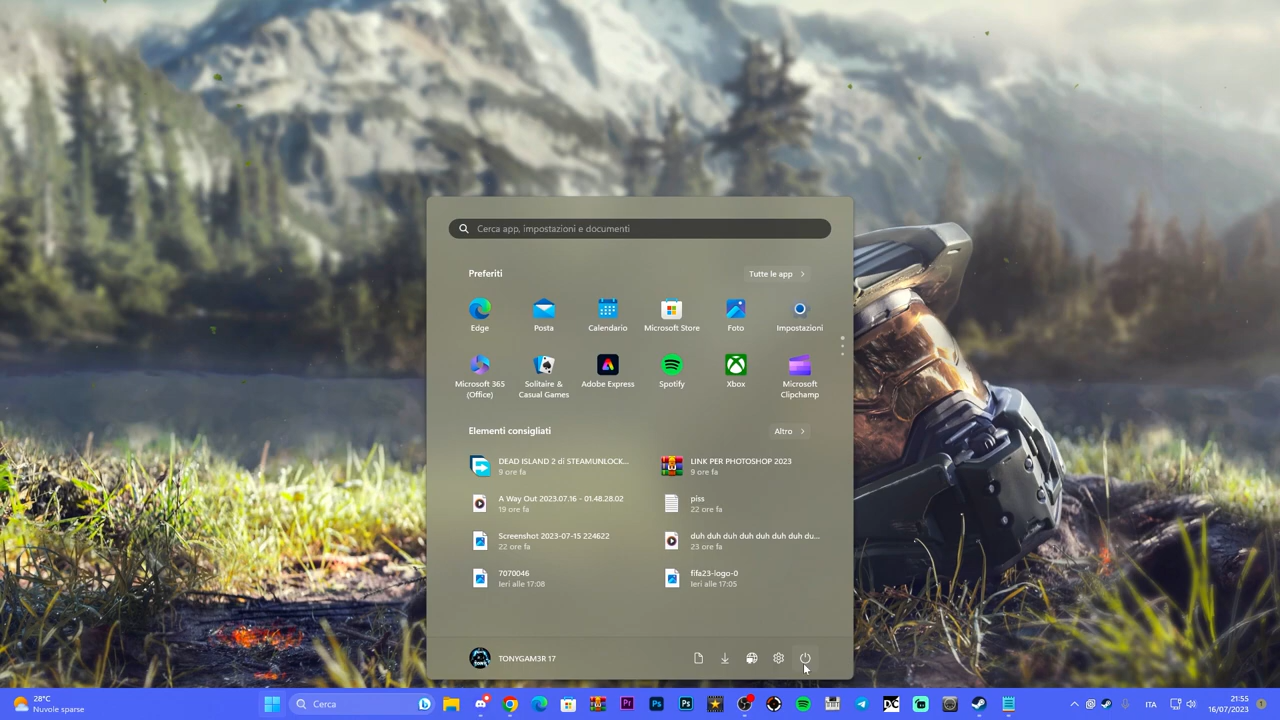 Cerca app, impostazioni e documenti
Preferiti
Tutte le app
Edge
Posta
Calendario
Microsoft Store
Foto
Impostazioni
Microsoft 365
(Office)
Solitaire &
Casual Games
Adobe Express
Spotify
Xbox
Microsoft
Clipchamp
Elementi consigliati
Altro
DEAD ISLAND 2 di STEAMUNLOCK...
9 ore fa
LINK PER PHOTOSHOP 2023
9 ore fa
A Way Out 2023.07.16 - 01.48.28.02
19 ore fa
piss
22 ore fa
Screenshot 2023-07-15 224622
22 ore fa
duh duh duh duh duh duh duh du...
23 ore fa
7070046
Ieri alle 17:08
fifa23-logo-0
Ieri alle 17:05
TONYGAM3R 17
28°C
Nuvole sparse
Cerca
Pr
Ps
Ps
ITA
21:55
16/07/2023
1